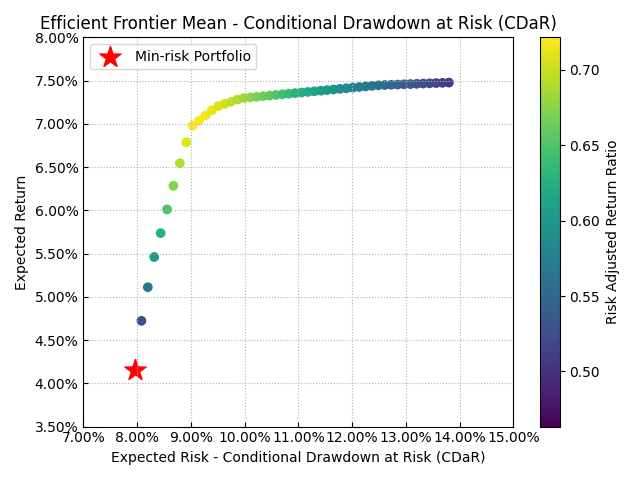 Efficient Frontier Mean - Conditional Drawdown at Risk (CDaR)
8.00%
7.50%
7.00%
6.50%
6.00%
5.50%
5.00%
4.50%
4.00%
3.50%
Expected Return
Min-risk Portfolio
7.00% 8.00% 9.00% 10.00% 11.00% 12.00% 13.00% 14.00% 15.00%
Expected Risk - Conditional Drawdown at Risk (CDaR)
0.70
0.65
0.60
0.55
0.50
Risk Adjusted Return Ratio